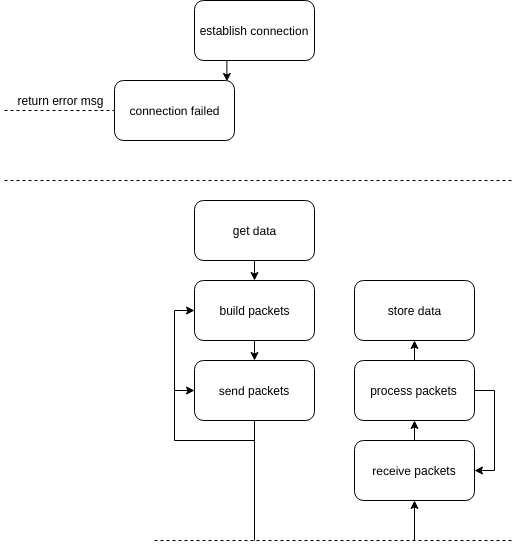 establish connection
return error msg
connection failed
get data
build packets
store data
send packets
process packets
receive packets